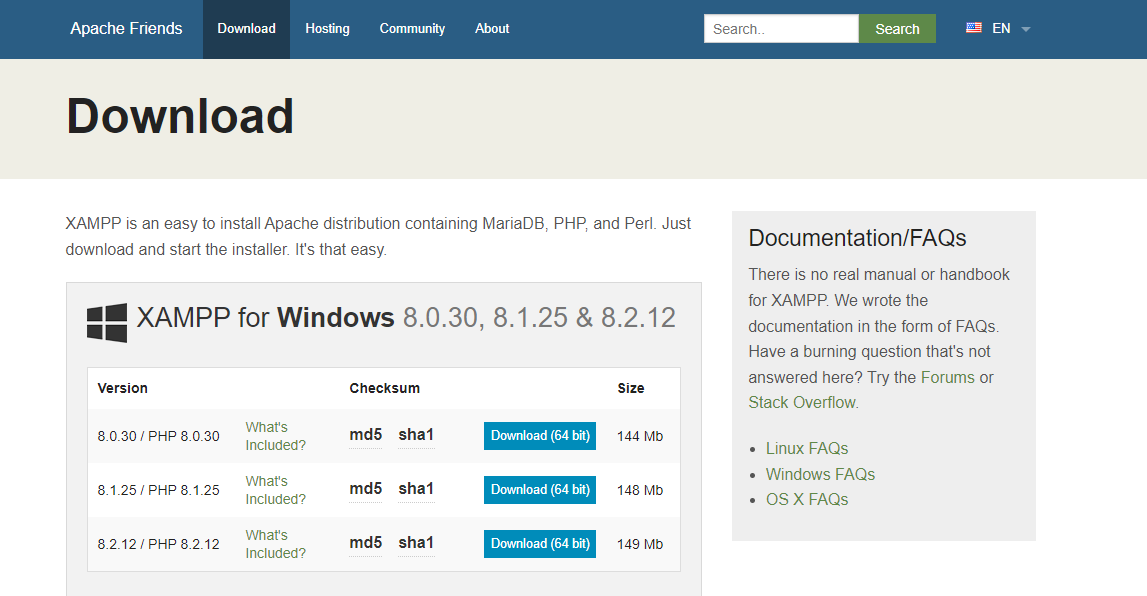 Apache Friends Download Hosting Community About Search.. Search EN
Download
XAMPP is an easy to install Apache distribution containing MariaDB, PHP, and Perl. Just
download and start the installer. It's that easy.
XAMPP for Windows 8.0.30, 8.1.25 & 8.2.12
Version Checksum Size
8.0.30 / PHP 8.0.30 What's
Included? md5 sha1 Download (64 bit) 144 Mb
8.1.25 / PHP 8.1.25 What's
Included? md5 sha1 Download (64 bit) 148 Mb
8.2.12 / PHP 8.2.12 What's
Included? md5 sha1 Download (64 bit) 149 Mb
Documentation/FAQs
There is no real manual or handbook
for XAMPP. We wrote the
documentation in the form of FAQs.
Have a burning question that's not
answered here? Try the Forums or
Stack Overflow.
Linux FAQs
Windows FAQs
OS X FAQs